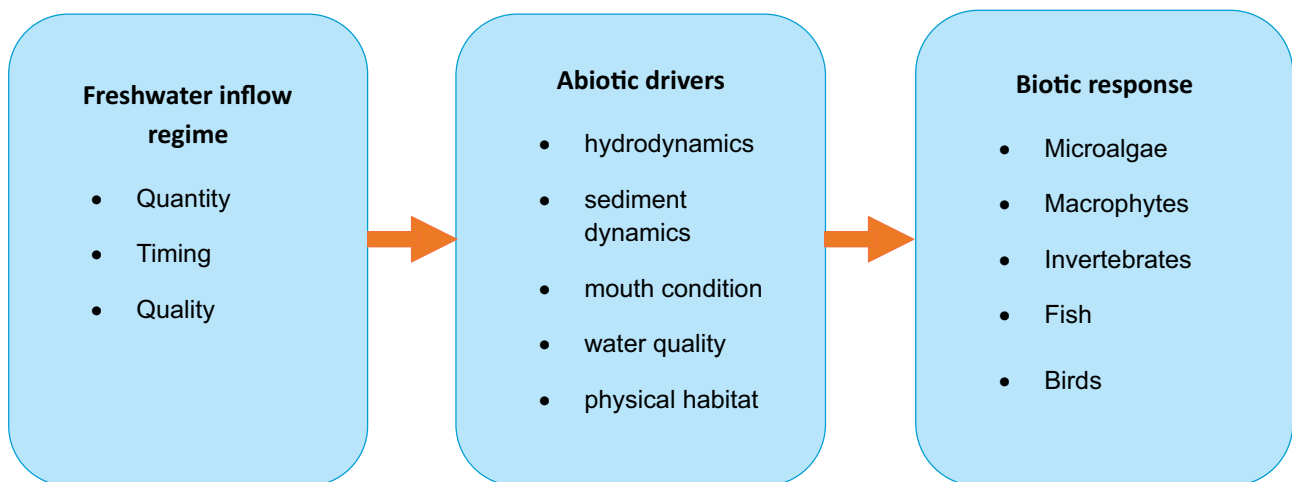 Freshwater inflow
regime
• Quantity
• Timing
• Quality
Abiotic drivers
• hydrodynamics
• sediment
dynamics
• mouth condition
• water quality
• physical habitat
Biotic response
• Microalgae
• Macrophytes
• Invertebrates
• Fish
• Birds